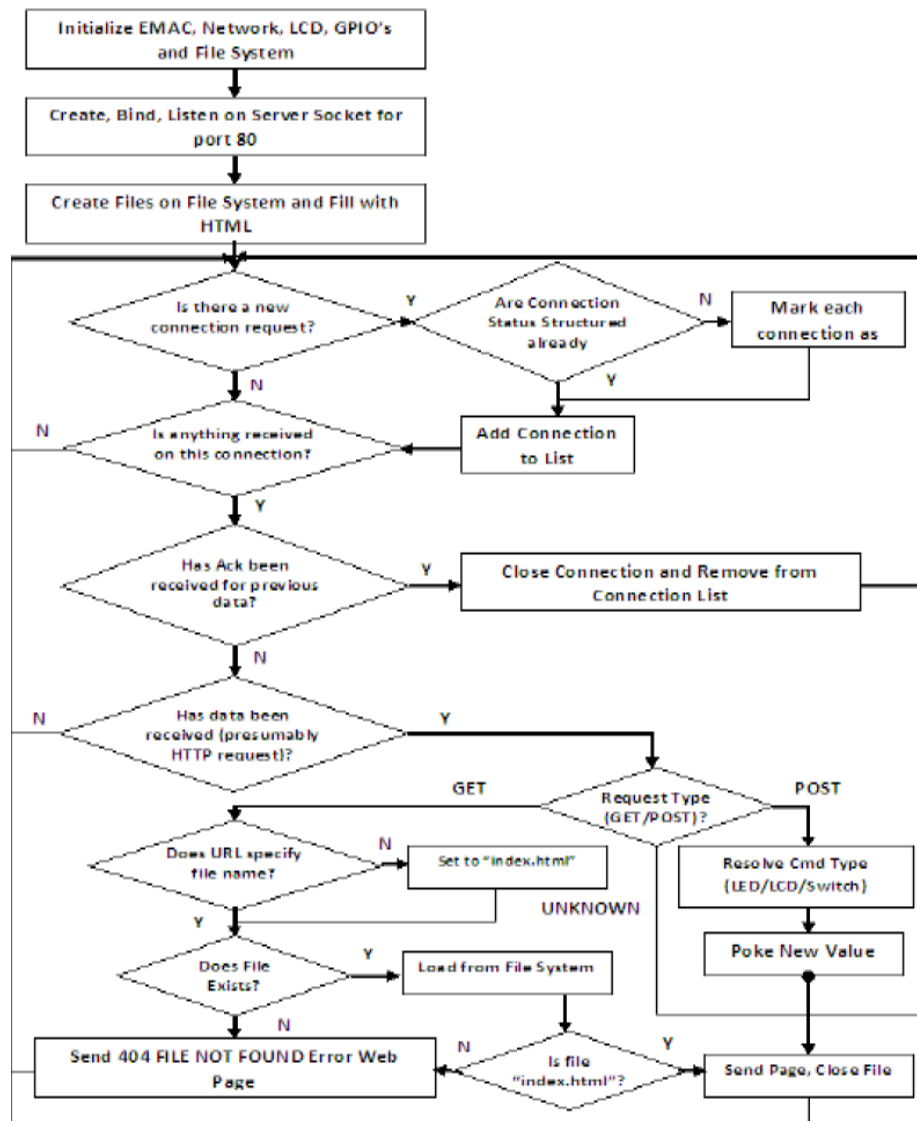 Initialize EMAC, Network, LCD, GPIO's
and File System
Create, Bind, Listen on Server Socket for
port 80
Create Files on File System and Fill with
HTML
Is there a new
connection request?
Y
Are Connection
Status Structured
already
N
Mark each
connection as
N
Y
N
Is anything received
on this connection?
Add Connection
to List
Y
Has Ack been
received for previous
data?
Y
Close Connection and Remove from
Connection List
N
N
Has data been
received (presumably
HTTP request)?
Y
GET
Request Type
(GET/POST)?
POST
Does URL specify
file name?
N
Set to "index.html"
Resolve Cmd Type
(LED/LCD/Switch)
Y
UNKNOWN
Does File
Exists?
Y
Load from File System
Poke New Value
N
Send 404 FILE NOT FOUND Error Web
Page
N
Is file
"index.html"?
Y
Send Page, Close File